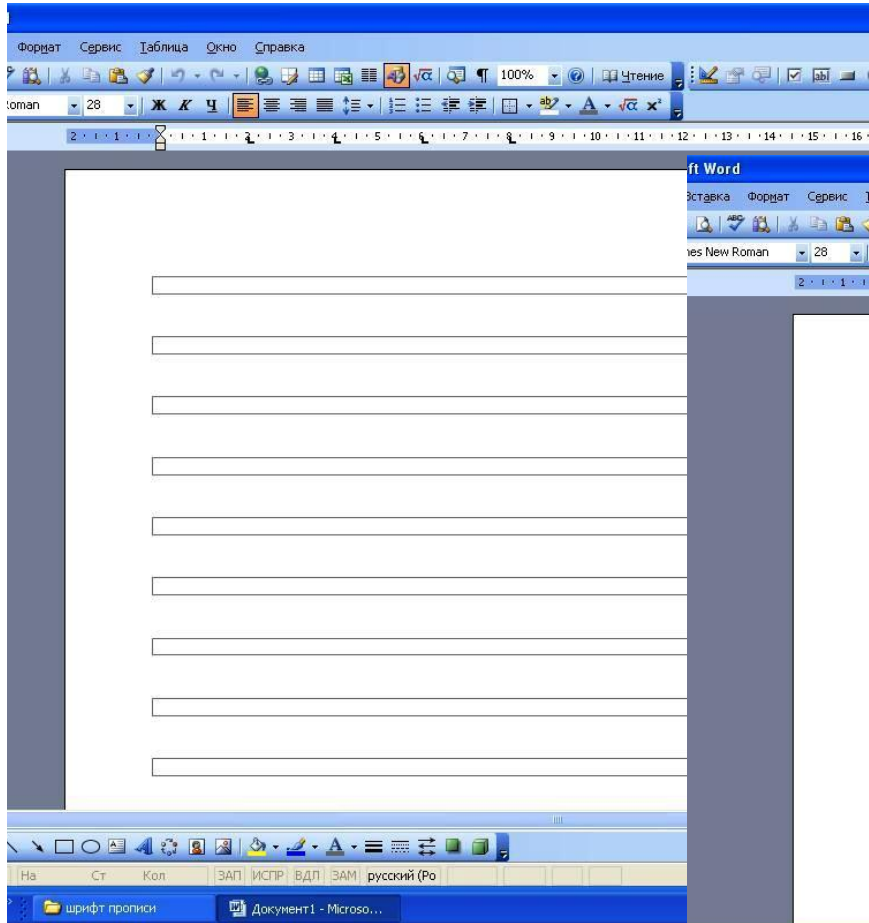 Формат Сервис Таблица Окно Справка
100% Чтение
28 Ж К Ч
2 1 1 2 3 4 5 6 7 8 9 10 11 12 13 14 15 16
ft Word
Вставка Формат Сервис
nes New Roman 28
2 1
На Ст Кол ЗАП ИСПР ВДЛ ЗАМ русский (Ро
шрифт прописи Документ1 - Microso...